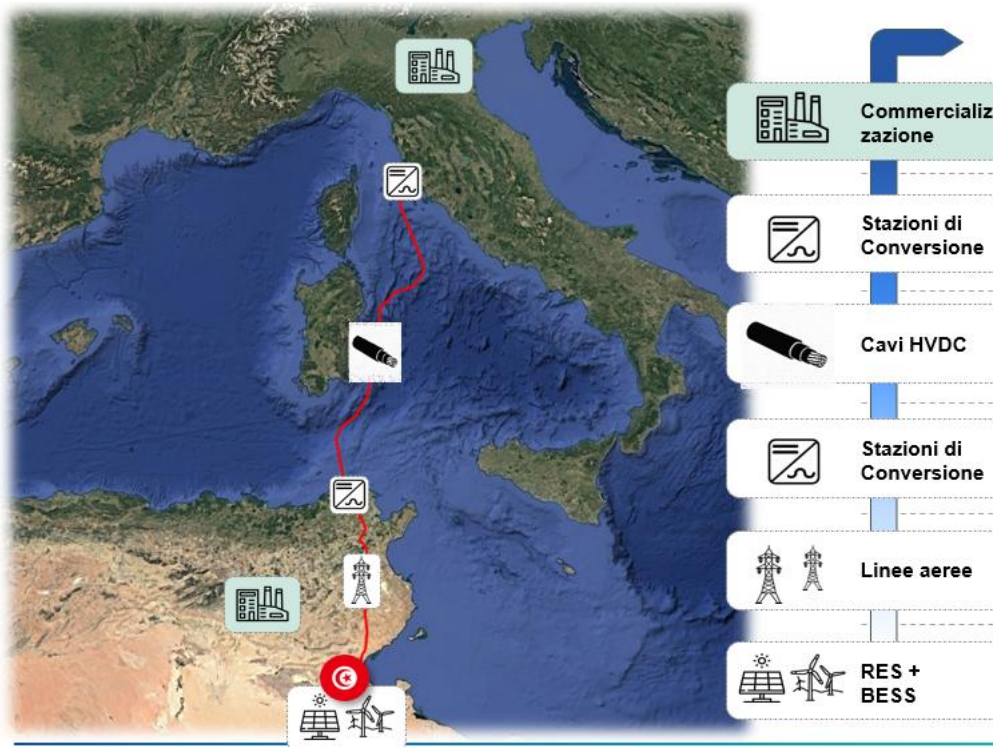 Commercializ
zazione
Stazioni di
Conversione
Cavi HVDC
Stazioni di
Conversione
Linee aeree
RES +
BESS